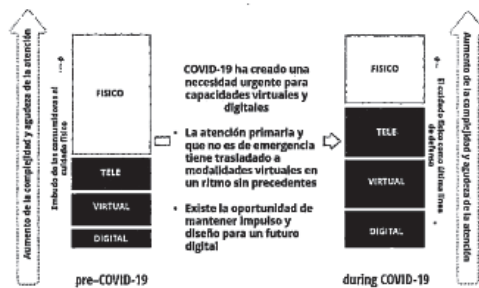 Aumento de la complejidad y agudeza de la atención
Embudo de los consumidores al
cuidado físico
FISICO
TELE
VIRTUAL
DIGITAL
pre-COVID-19
COVID-19 ha creado una
necesidad urgente para
capacidades virtuales y
digitales
• La atención primaria y
que no es de emergencia
tiene trasladado a
modalidades virtuales en
un ritmo sin precedentes
• Existe la oportunidad de
mantener impulso y
diseño para un futuro
digital
FISICO
TELE
VIRTUAL
DIGITAL
during COVID-19
El cuidado físico como última línea
de defensa
Aumento de la complejidad y agudeza de la atención